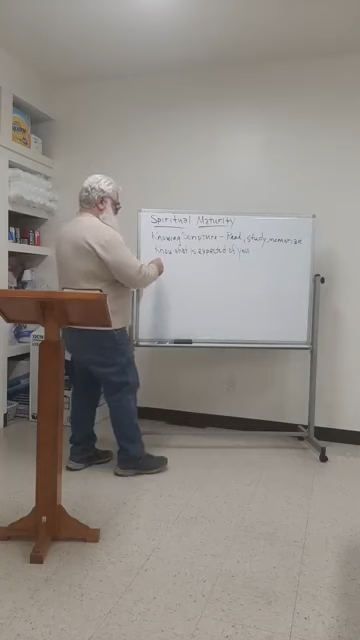 Spiritual Maturity
Knowing Scripture - Read, study, memorize
Know what is expected of you